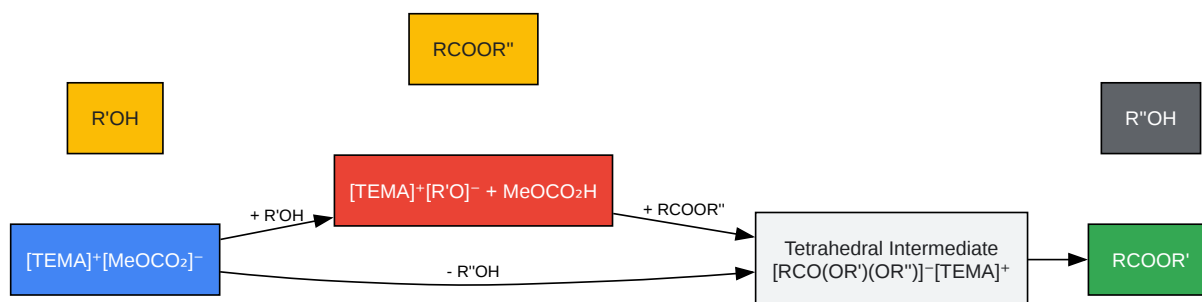 RCOOR"
R'OH
R"OH
[TEMA]⁺[R'O]⁻ + MeOCO₂H
+ R'OH
+ RCOOR"
[TEMA]⁺[MeOCO₂]⁻
- R"OH
Tetrahedral Intermediate
[RCO(OR')(OR")]⁻[TEMA]⁺
RCOOR'